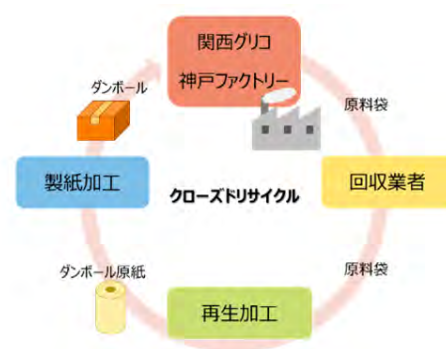 関西グリコ
神戸ファクトリー
ダンボール
原料袋
製紙加工
クローズドリサイクル
回収業者
ダンボール原紙
原料袋
再生加工